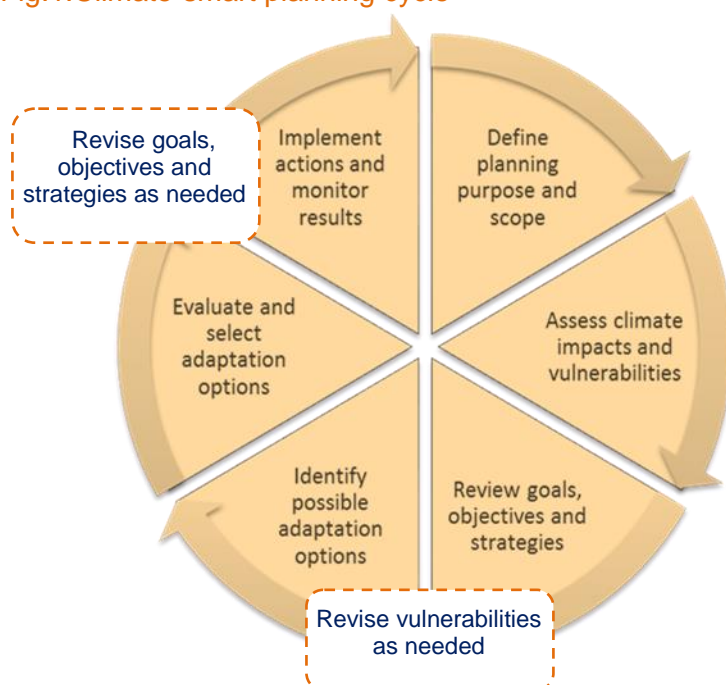 Climate-smart planning cycle
Revise goals,
objectives and
strategies as needed
Implement
actions and
monitor
results
Define
planning
purpose and
scope
Evaluate and
select
adaptation
options
Assess climate
impacts and
vulnerabilities
Identify
possible
adaptation
options
Review goals,
objectives and
strategies
Revise vulnerabilities
as needed